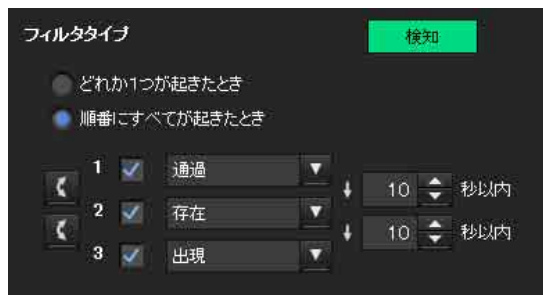 フィルタタイプ 検知
どれか1つが起きたとき
順番にすべてが起きたとき
1 通過
10 秒以内
2 存在
10 秒以内
3 出現